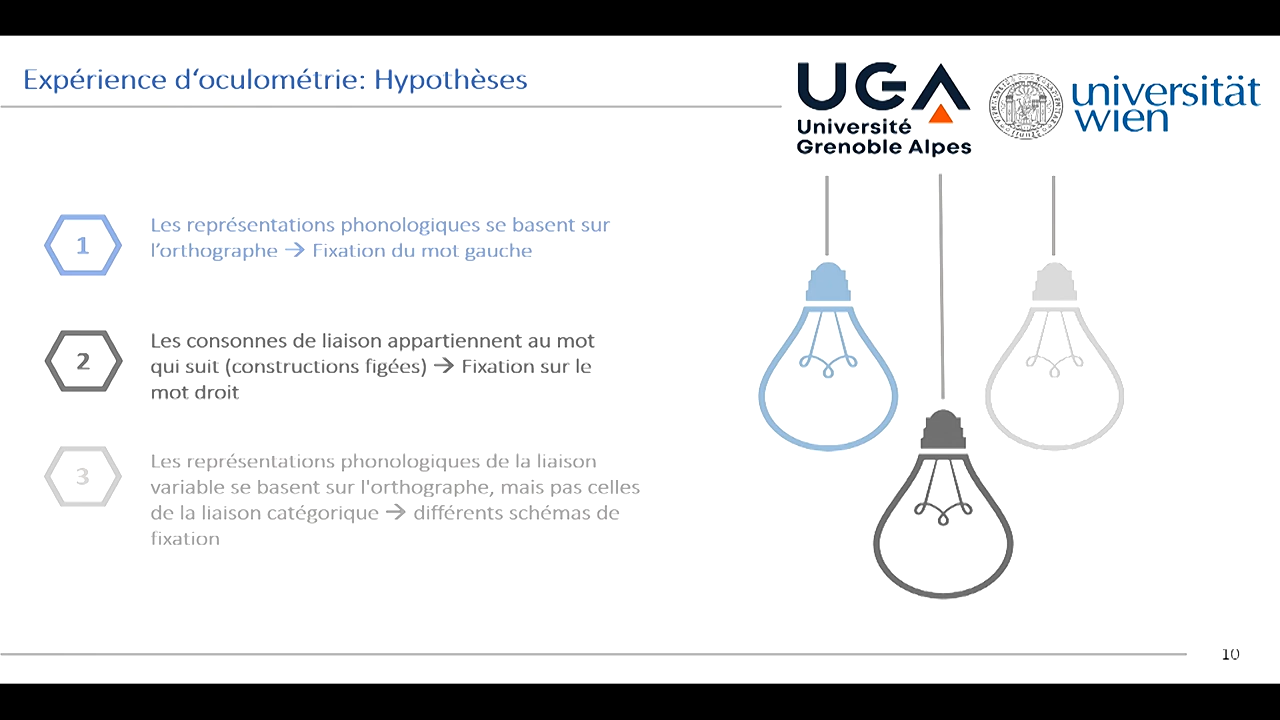 Expérience d‘oculométrie: Hypothèses
UGA
Université
Grenoble Alpes
universität
wien
1
Les représentations phonologiques se basent sur
l’orthographe → Fixation du mot gauche
2
Les consonnes de liaison appartiennent au mot
qui suit (constructions figées) → Fixation sur le
mot droit
3
Les représentations phonologiques de la liaison
variable se basent sur l'orthographe, mais pas celles
de la liaison catégorique → différents schémas de
fixation
10